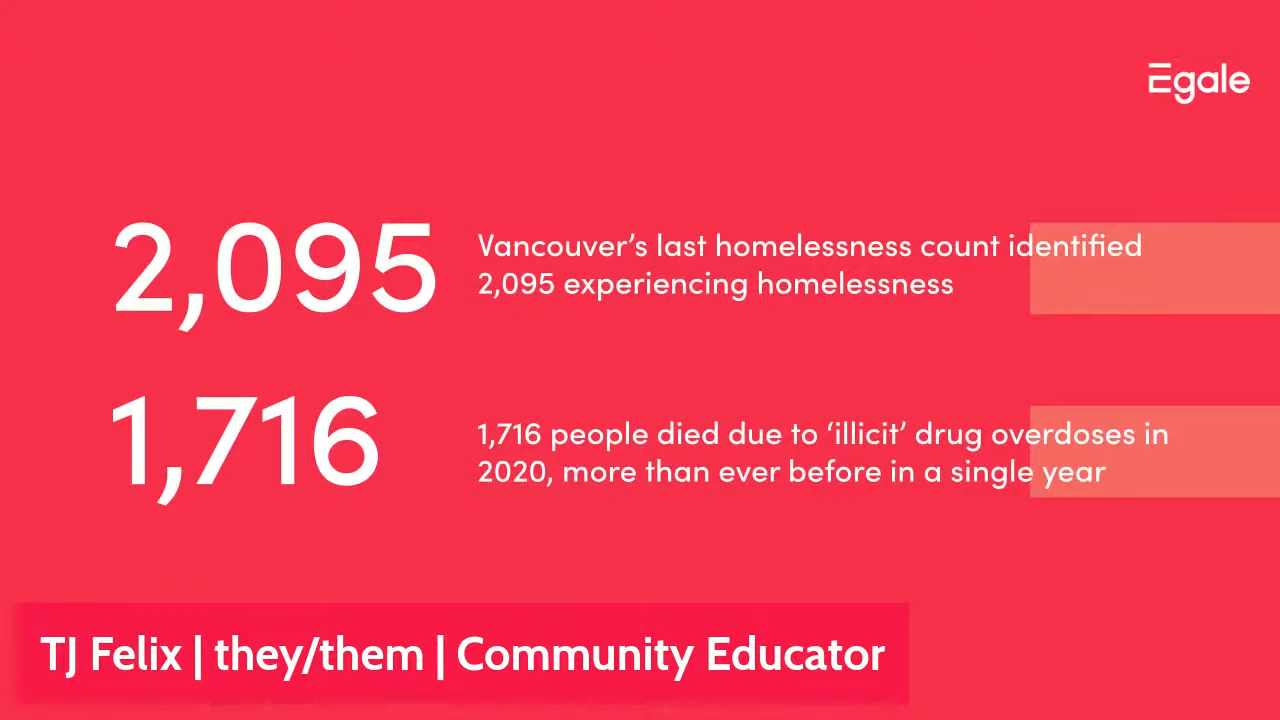 Egale
2,095
Vancouver’s last homelessness count identified
2,095 experiencing homelessness
1,716
1,716 people died due to ‘illicit’ drug overdoses in
2020, more than ever before in a single year
TJ Felix | they/them | Community Educator